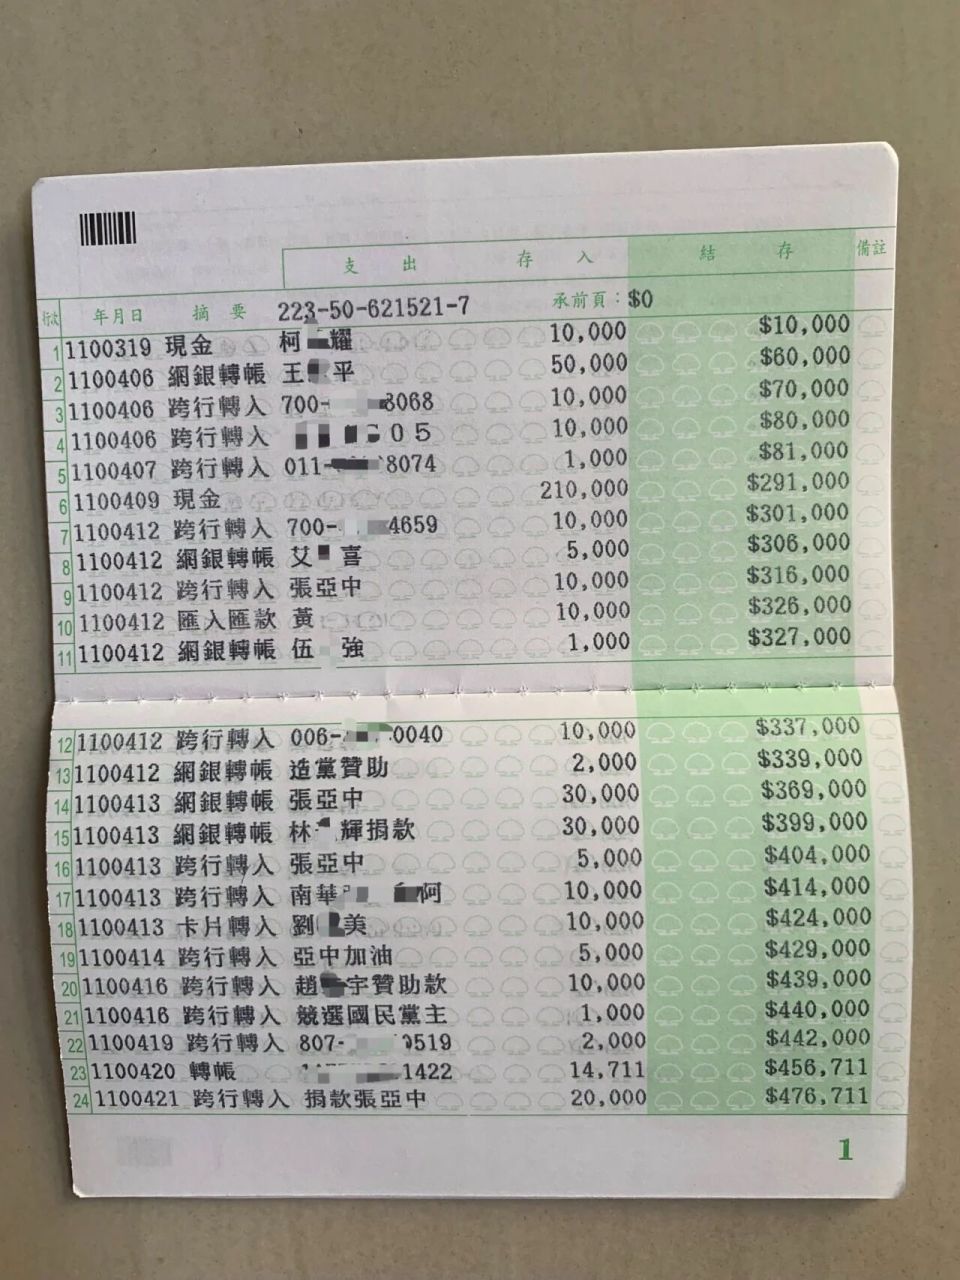 支出 存入 結存 備註
行次 年月日 摘要 223-50-621521-7 承前頁：$0
1 1100319 現金 柯 耀 10,000 $10,000
2 1100406 網銀轉帳 王 平 50,000 $60,000
3 1100406 跨行轉入 700- 8068 10,000 $70,000
4 1100406 跨行轉入 05 10,000 $80,000
5 1100407 跨行轉入 011- 8074 1,000 $81,000
6 1100409 現金 210,000 $291,000
7 1100412 跨行轉入 700- 4659 10,000 $301,000
8 1100412 網銀轉帳 艾 喜 5,000 $306,000
9 1100412 跨行轉入 張亞中 10,000 $316,000
10 1100412 匯入匯款 黃 10,000 $326,000
11 1100412 網銀轉帳 伍 強 1,000 $327,000
12 1100412 跨行轉入 006- 0040 10,000 $337,000
13 1100412 網銀轉帳 造黨贊助 2,000 $339,000
14 1100413 網銀轉帳 張亞中 30,000 $369,000
15 1100413 網銀轉帳 林 輝捐款 30,000 $399,000
16 1100413 跨行轉入 張亞中 5,000 $404,000
17 1100413 跨行轉入 南華 阿 10,000 $414,000
18 1100413 卡片轉入 劉 美 10,000 $424,000
19 1100414 跨行轉入 亞中加油 5,000 $429,000
20 1100416 跨行轉入 趙 宇贊助款 10,000 $439,000
21 1100416 跨行轉入 競選國民黨主 1,000 $440,000
22 1100419 跨行轉入 807- 0519 2,000 $442,000
23 1100420 轉帳 1422 14,711 $456,711
24 1100421 跨行轉入 捐款張亞中 20,000 $476,711
1